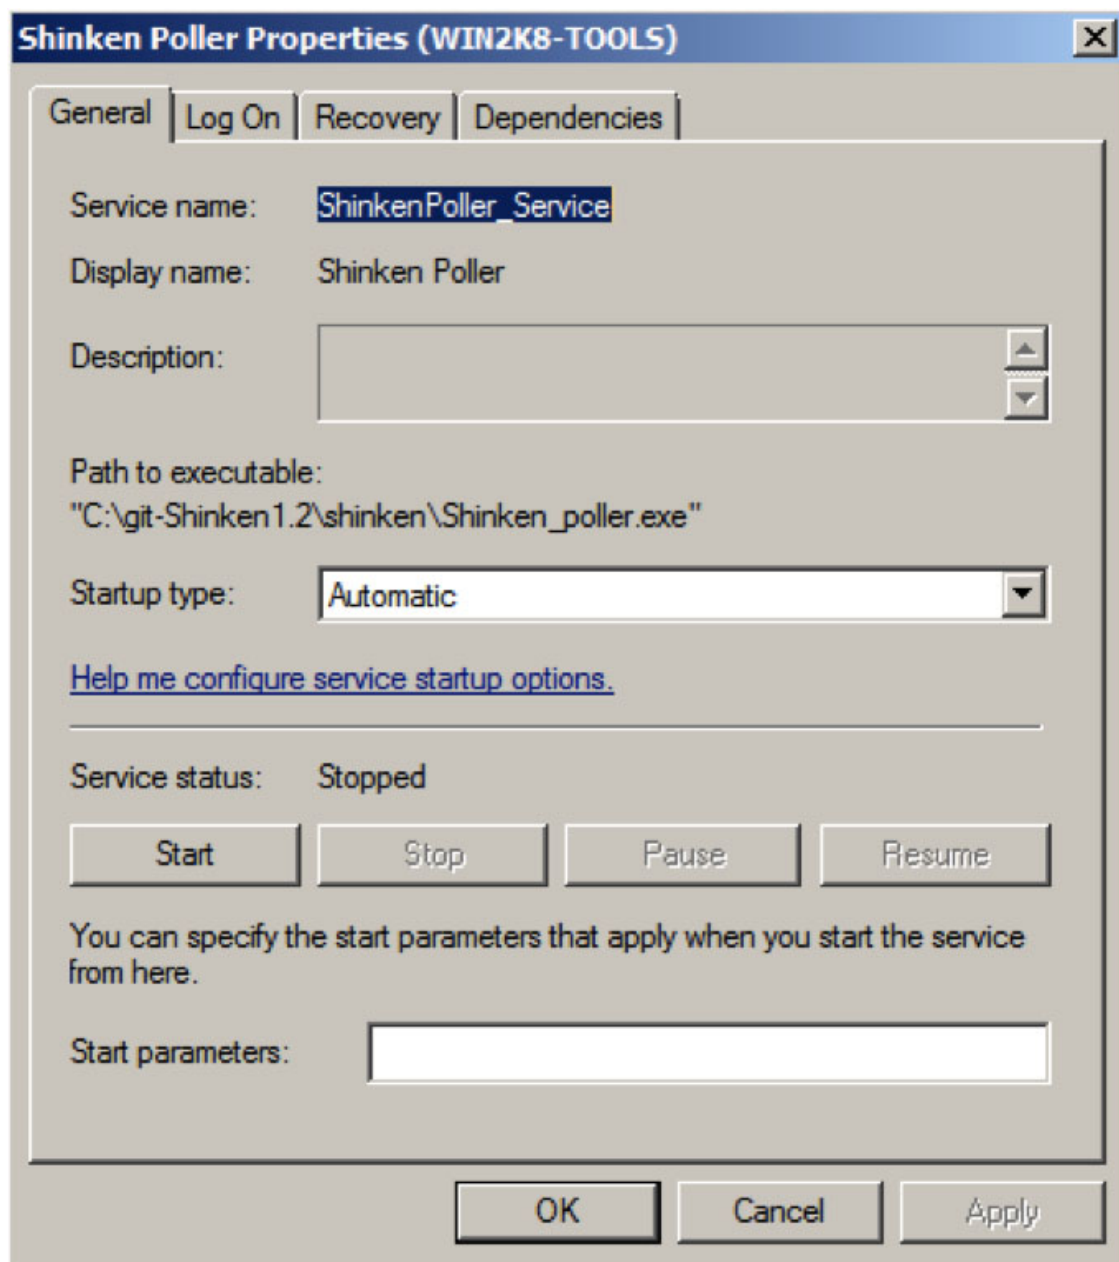 Shinken Poller Properties (WIN2K8-TOOLS)
General Log On Recovery Dependencies
Service name: ShinkenPoller_Service
Display name: Shinken Poller
Description:
Path to executable:
"C:\git-Shinken1.2\shinken\Shinken_poller.exe"
Startup type: Automatic
Help me configure service startup options.
Service status: Stopped
Start Stop Pause Resume
You can specify the start parameters that apply when you start the service
from here.
Start parameters:
OK Cancel Apply